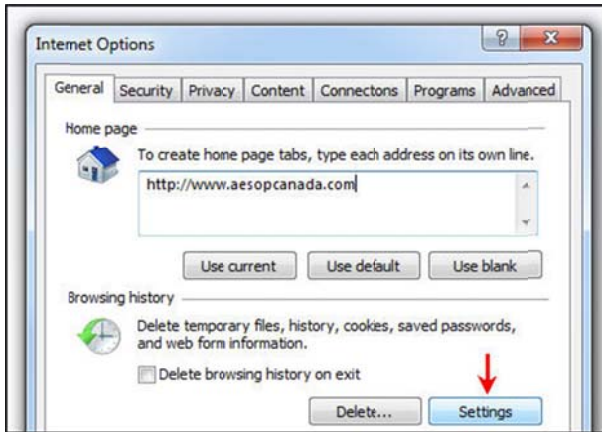 Internet Options
General Security Privacy Content Connectons Programs Advanced
Home page
To create home page tabs, type each address on its own line.
http://www.aesopcanada.com
Use current Use default Use blank
Browsing history
Delete temporary files, history, cookies, saved passwords,
and web form information.
Delete browsing history on exit
Delete... Settings